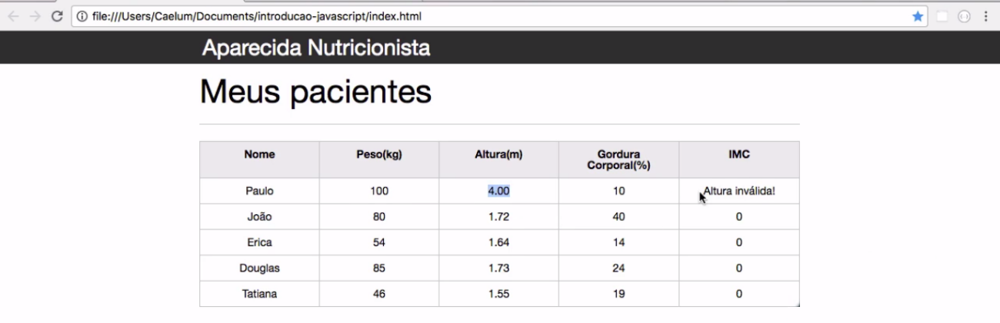 file:///Users/Caelum/Documents/introducao-javascript/index.html
Aparecida Nutricionista
Meus pacientes
Nome Peso(kg) Altura(m) Gordura Corporal(%) IMC
Paulo 100 4.00 10 Altura inválida!
João 80 1.72 40 0
Erica 54 1.64 14 0
Douglas 85 1.73 24 0
Tatiana 46 1.55 19 0